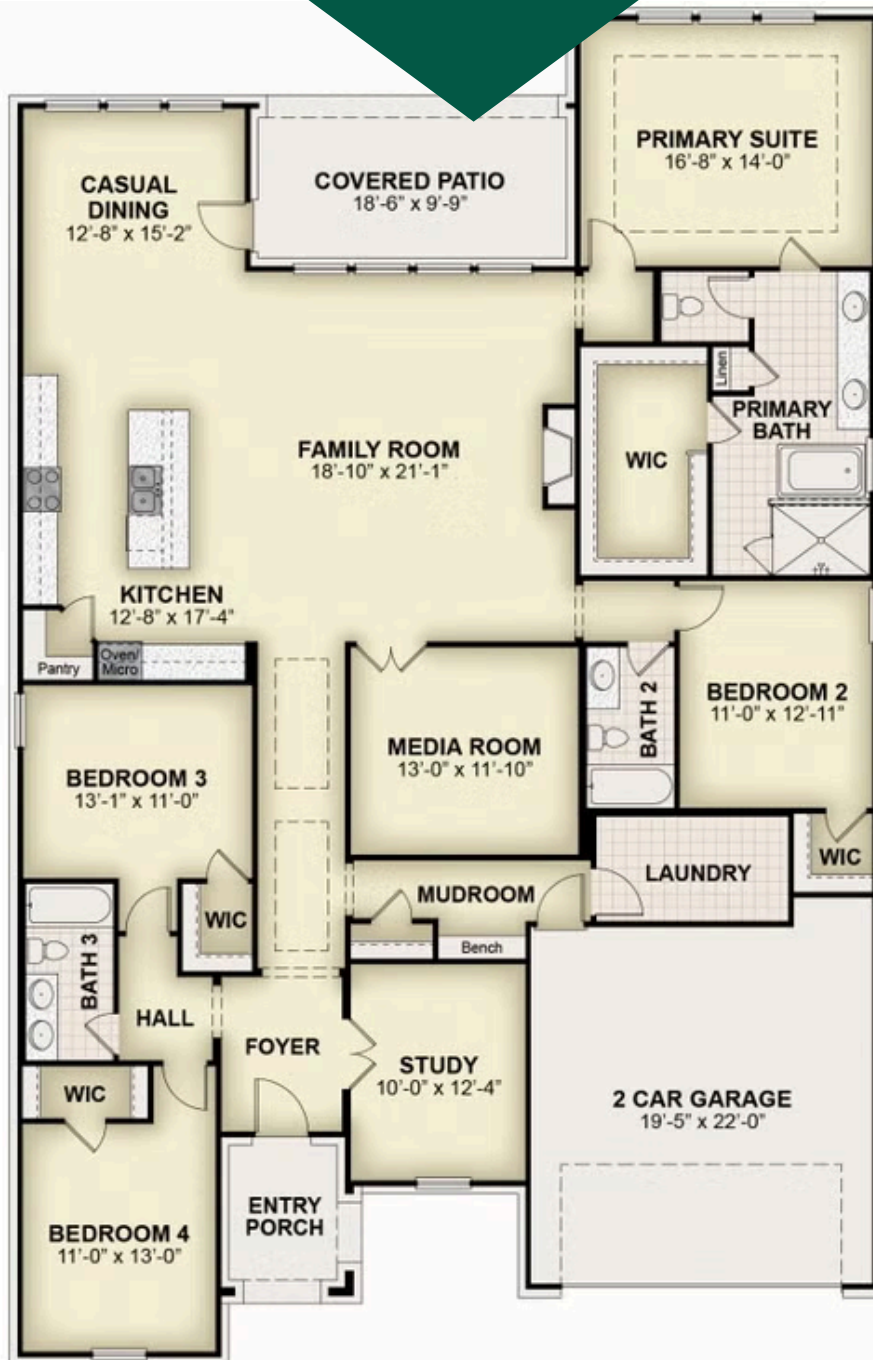 PRIMARY SUITE
16'-8" x 14'-0"
CASUAL
DINING
12'-8" x 15'-2"
COVERED PATIO
18'-6" x 9'-9"
Linen
PRIMARY
BATH
FAMILY ROOM
18'-10" x 21'-1"
WIC
KITCHEN
12'-8" x 17'-4"
Pantry
Oven/
Micro
BATH 2
BEDROOM 2
11'-0" x 12'-11"
MEDIA ROOM
13'-0" x 11'-10"
BEDROOM 3
13'-1" x 11'-0"
WIC
LAUNDRY
MUDROOM
WIC
Bench
BATH 3
HALL
FOYER
STUDY
10'-0" x 12'-4"
WIC
2 CAR GARAGE
19'-5" x 22'-0"
ENTRY
PORCH
BEDROOM 4
11'-0" x 13'-0"